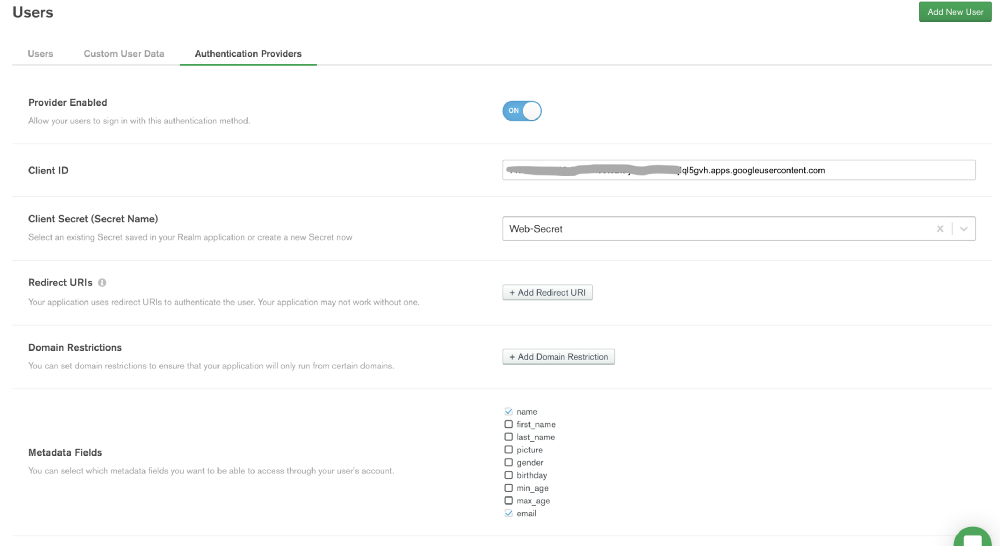 Users
Add New User
Users
Custom User Data
Authentication Providers
Provider Enabled
Allow your users to sign in with this authentication method.
ON
Client ID
ql5gvh.apps.googleusercontent.com
Client Secret (Secret Name)
Select an existing Secret saved in your Realm application or create a new Secret now
Web-Secret
Redirect URIs
Your application uses redirect URIs to authenticate the user. Your application may not work without one.
+ Add Redirect URI
Domain Restrictions
You can set domain restrictions to ensure that your application will only run from certain domains.
+ Add Domain Restriction
Metadata Fields
You can select which metadata fields you want to be able to access through your user's account.
name
first_name
last_name
picture
gender
birthday
min_age
max_age
email